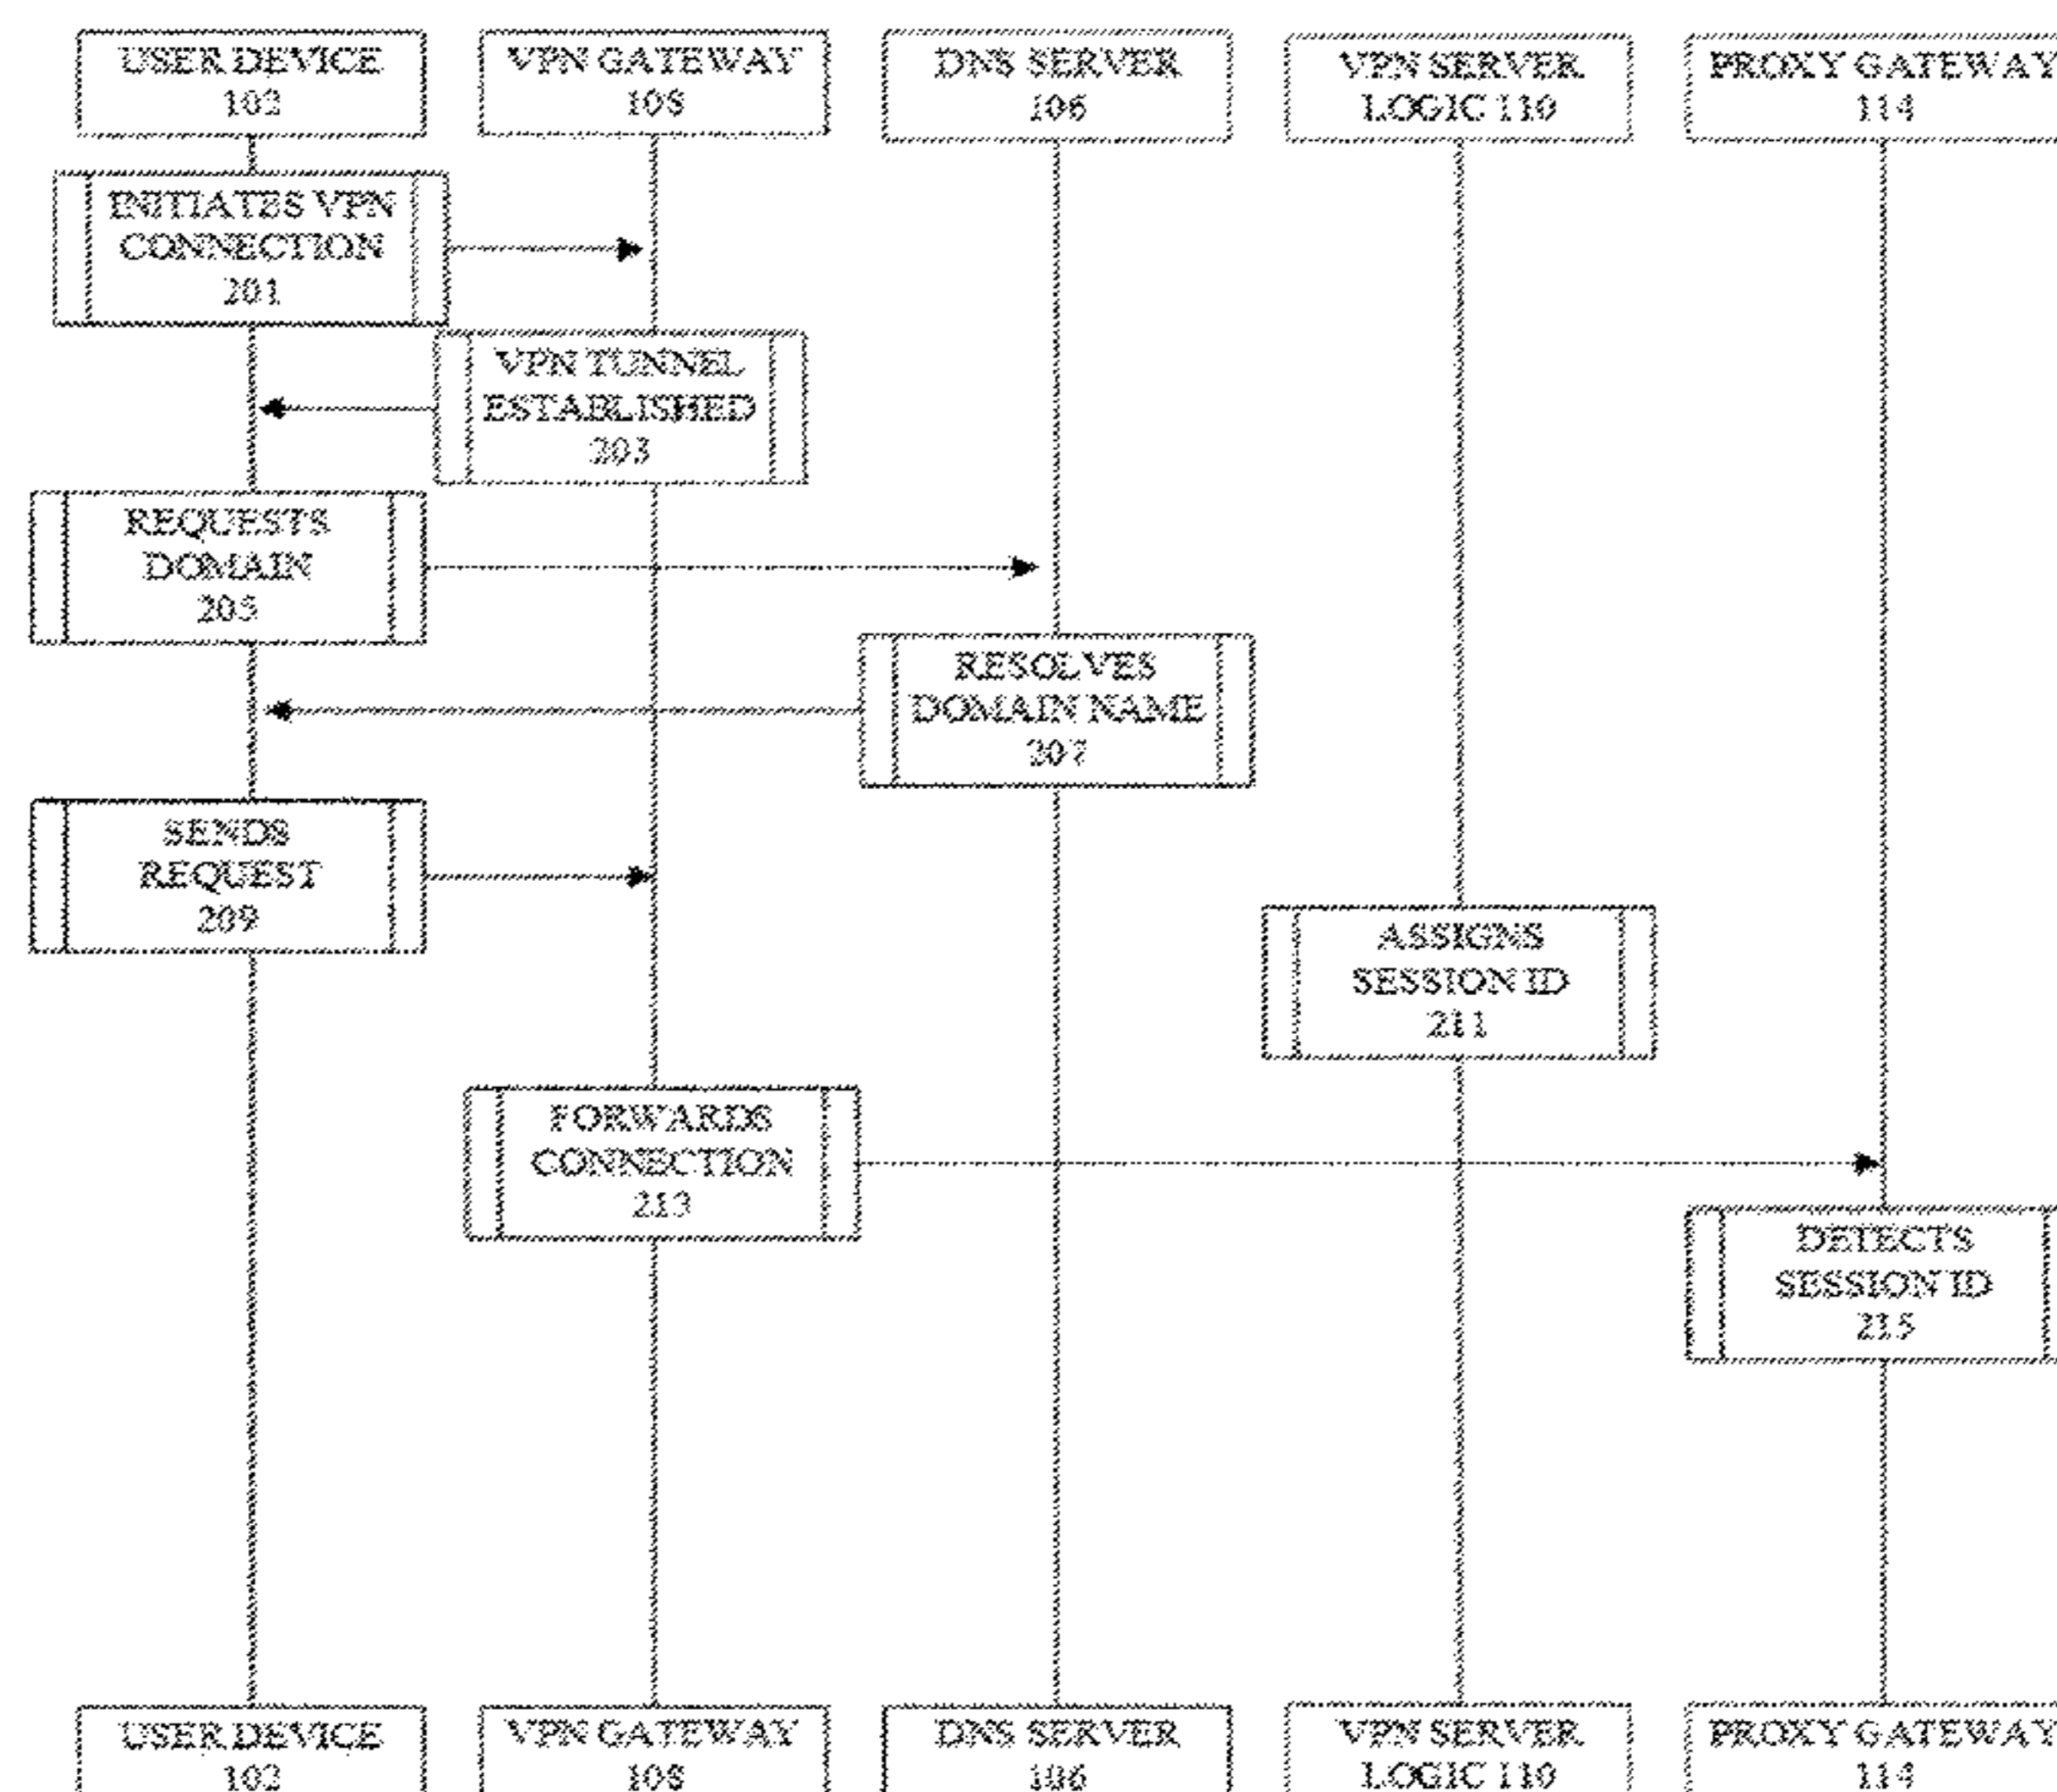 USER DEVICE
102
VPN GATEWAY
108
DNS SERVER
106
VPN SERVER
LOGIC 110
PROXY GATEWAY
114
INITIATES VPN
CONNECTION
201
VPN TUNNEL
ESTABLISHED
203
REQUESTS
DOMAIN
205
RESOLVES
DOMAIN NAME
207
SENDS
REQUEST
209
ASSIGNS
SESSION ID
211
FORWARDS
CONNECTION
213
DETECTS
SESSION ID
215
USER DEVICE
102
VPN GATEWAY
108
DNS SERVER
106
VPN SERVER
LOGIC 110
PROXY GATEWAY
114